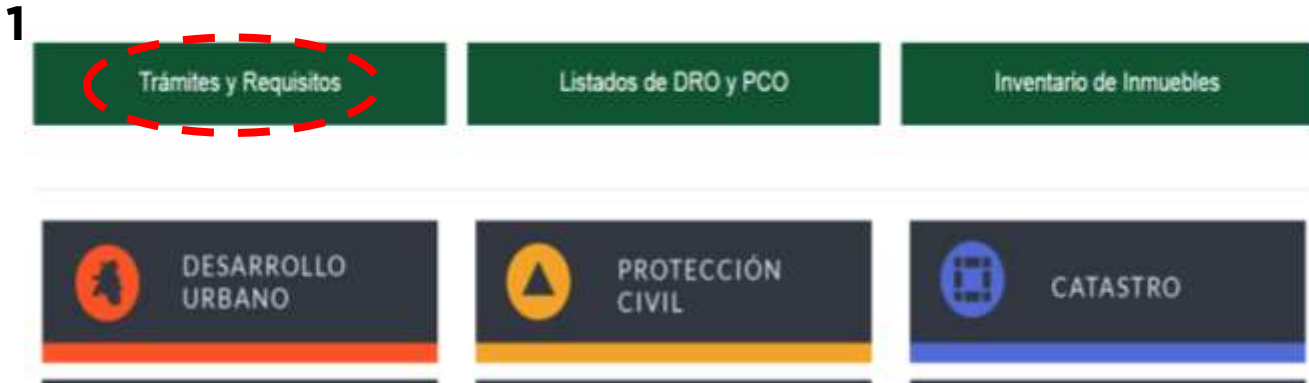 1
Trámites y Requisitos
Listados de DRO y PCO
Inventario de Inmuebles
DESARROLLO
URBANO
PROTECCIÓN
CIVIL
CATASTRO